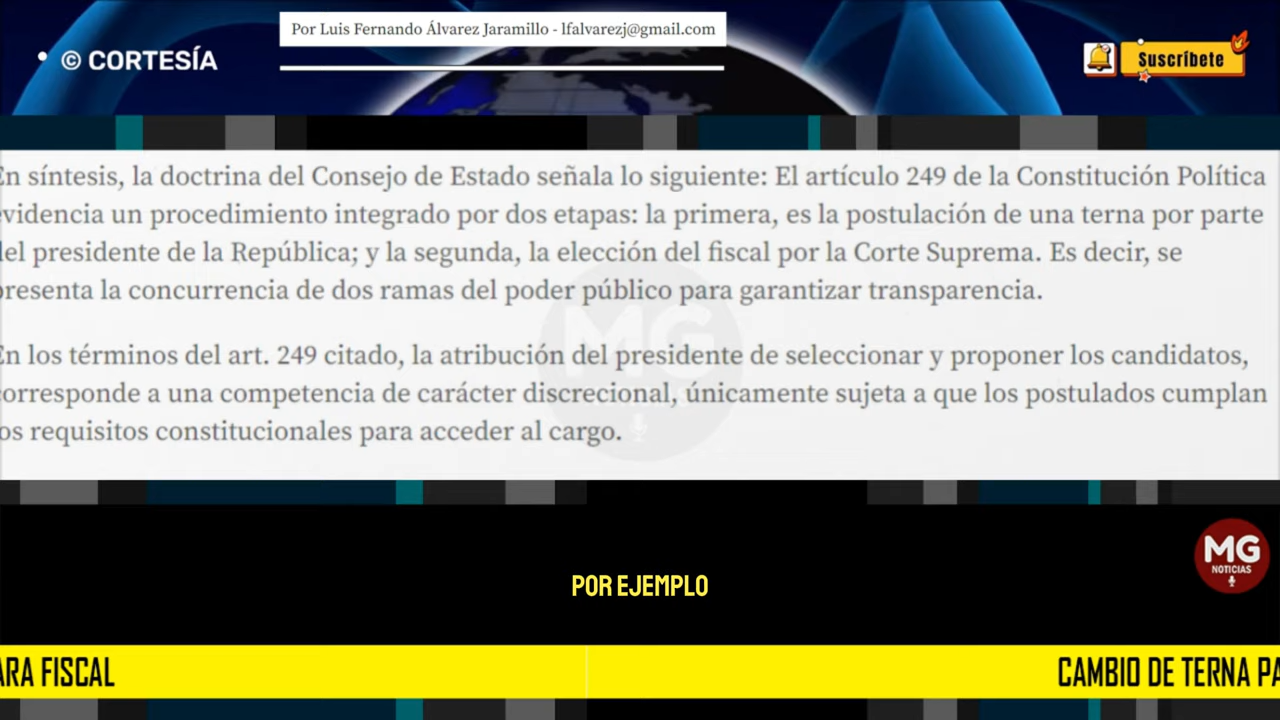 Por Luis Fernando Álvarez Jaramillo - lfalvarezj@gmail.com
© CORTESÍA
Suscríbete
En síntesis, la doctrina del Consejo de Estado señala lo siguiente: El artículo 249 de la Constitución Política
evidencia un procedimiento integrado por dos etapas: la primera, es la postulación de una terna por parte
del presidente de la República; y la segunda, la elección del fiscal por la Corte Suprema. Es decir, se
presenta la concurrencia de dos ramas del poder público para garantizar transparencia.
En los términos del art. 249 citado, la atribución del presidente de seleccionar y proponer los candidatos,
corresponde a una competencia de carácter discrecional, únicamente sujeta a que los postulados cumplan
los requisitos constitucionales para acceder al cargo.
MG
MG
NOTICIAS
POR EJEMPLO
ARA FISCAL
CAMBIO DE TERNA PA